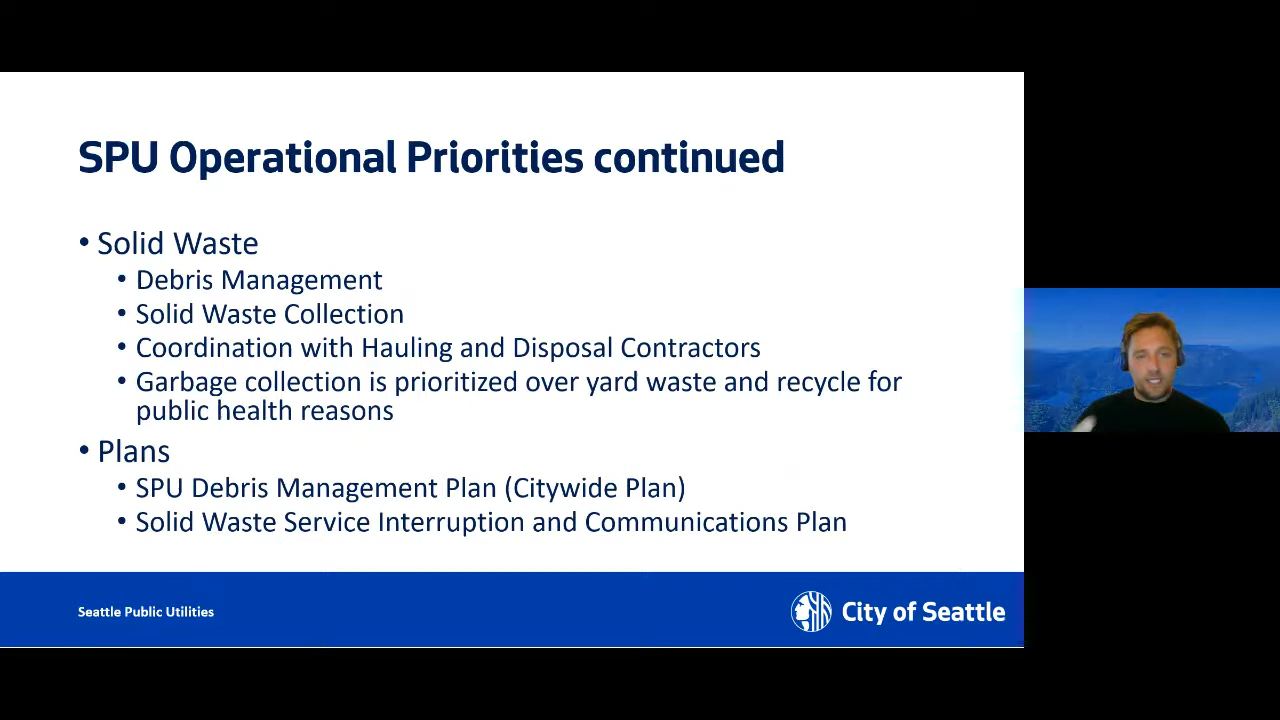 SPU Operational Priorities continued
• Solid Waste
• Debris Management
• Solid Waste Collection
• Coordination with Hauling and Disposal Contractors
• Garbage collection is prioritized over yard waste and recycle for
public health reasons
• Plans
• SPU Debris Management Plan (Citywide Plan)
• Solid Waste Service Interruption and Communications Plan
Seattle Public Utilities
City of Seattle